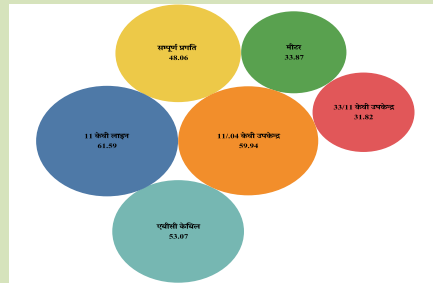 सम्पूर्ण प्रगति
48.06
मीटर
33.87
33/11 केवी उपकेन्द्र
31.82
11 केवी लाइन
61.59
11/.04 केवी उपकेन्द्र
59.94
एबीसी केबिल
53.07